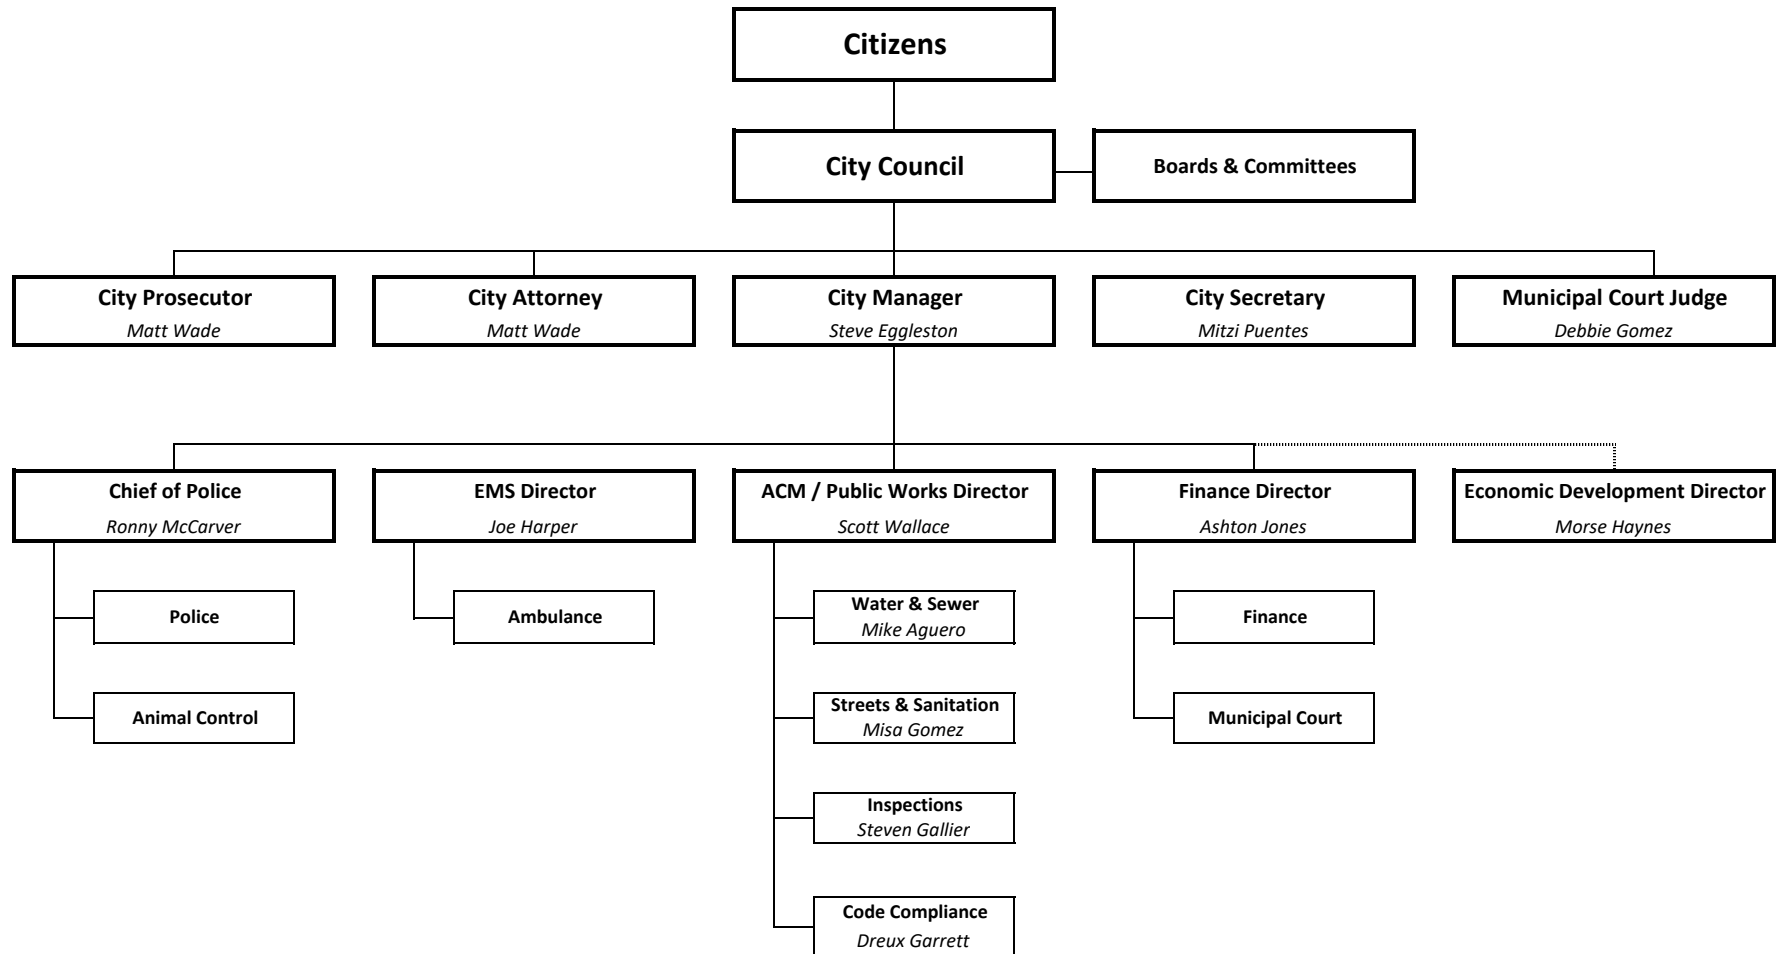 Citizens
City Council
Boards & Committees
City Prosecutor
Matt Wade
City Attorney
Matt Wade
City Manager
Steve Eggleston
City Secretary
Mitzi Puentes
Municipal Court Judge
Debbie Gomez
Chief of Police
Ronny McCarver
EMS Director
Joe Harper
ACM / Public Works Director
Scott Wallace
Finance Director
Ashton Jones
Economic Development Director
Morse Haynes
Police
Animal Control
Ambulance
Water & Sewer
Mike Aguero
Streets & Sanitation
Misa Gomez
Inspections
Steven Gallier
Code Compliance
Dreux Garrett
Finance
Municipal Court